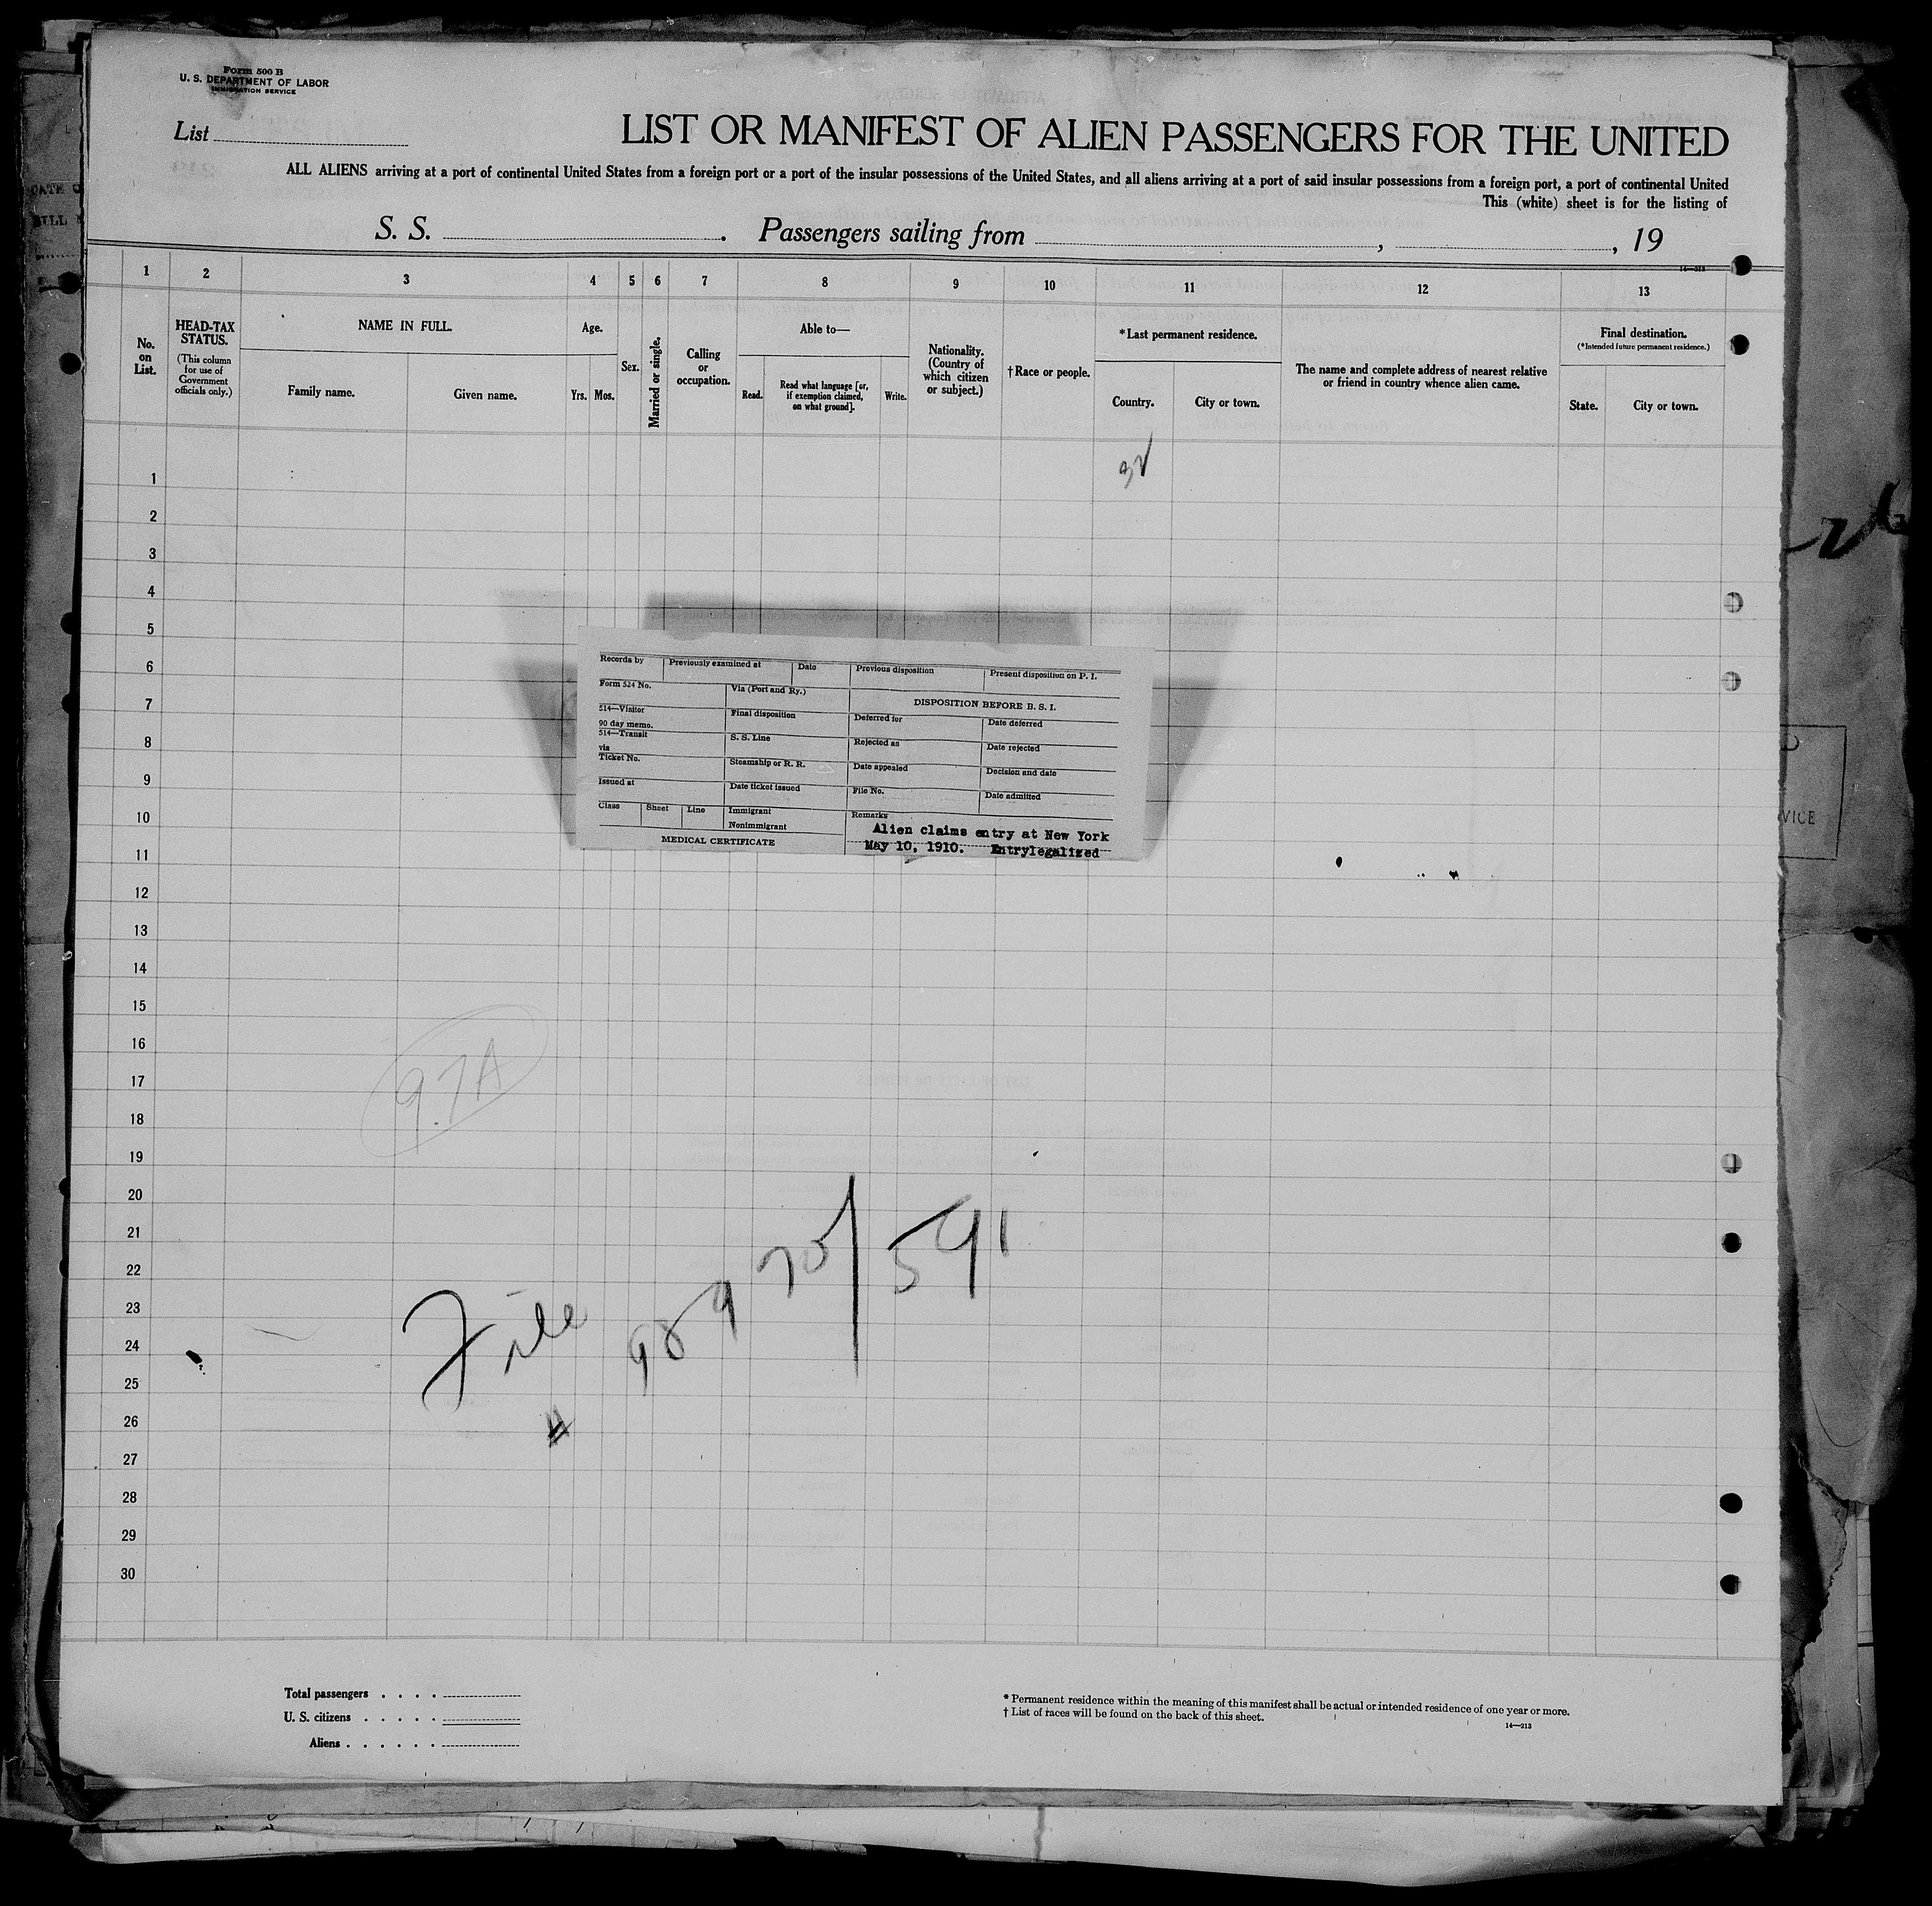 Form 500 B
U. S. DEPARTMENT OF LABOR
IMMIGRATION SERVICE
List
LIST OR MANIFEST OF ALIEN PASSENGERS FOR THE UNITED
ALL ALIENS arriving at a port of continental United States from a foreign port or a port of the insular possessions of the United States, and all aliens arriving at a port of said insular possessions from a foreign port, a port of continental United
This (white) sheet is for the listing of
S. S. . Passengers sailing from , , 19
14—213
1 2 3 4 5 6 7 8 9 10 11 12 13
No. on List.
HEAD-TAX STATUS.
(This column for use of Government officials only.)
NAME IN FULL.
Family name.
Given name.
Age.
Yrs. Mos.
Sex.
Married or single.
Calling or occupation.
Able to—
Read.
Read what language [or, if exemption claimed, on what ground].
Write.
Nationality. (Country of which citizen or subject.)
†Race or people.
*Last permanent residence.
Country.
City or town.
The name and complete address of nearest relative or friend in country whence alien came.
Final destination.
(*Intended future permanent residence.)
State.
City or town.
1
2
3
4
5
6
7
8
9
10
11
12
13
14
15
16
17
18
19
20
21
22
23
24
25
26
27
28
29
30
Records by Previously examined at Date Previous disposition Present disposition on P. I.
Form 524 No. Via (Port and Ry.) DISPOSITION BEFORE B. S. I.
514—Visitor
90 day memo. Final disposition Deferred for Date deferred
514—Transit
via S. S. Line Rejected as Date rejected
Ticket No. Steamship or R. R. Date appealed Decision and date
Issued at Date ticket issued File No. Date admitted
Class Sheet Line Immigrant Remarks
Nonimmigrant
Alien claims entry at New York
MEDICAL CERTIFICATE
May 10, 1910. Entrylegalized
97A
File
591
Total passengers . . . .
U. S. citizens . . . . .
Aliens . . . . . .
* Permanent residence within the meaning of this manifest shall be actual or intended residence of one year or more.
† List of races will be found on the back of this sheet.
14—213